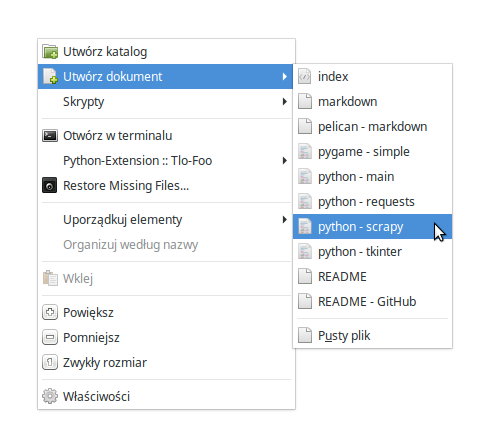 Utwórz katalog
Utwórz dokument
Skrypty
Otwórz w terminalu
Python-Extension :: Tlo-Foo
Restore Missing Files...
Uporządkuj elementy
Organizuj według nazwy
Wklej
Powiększ
Pomniejsz
Zwykły rozmiar
Właściwości
index
markdown
pelican - markdown
pygame - simple
python - main
python - requests
python - scrapy
python - tkinter
README
README - GitHub
Pusty plik